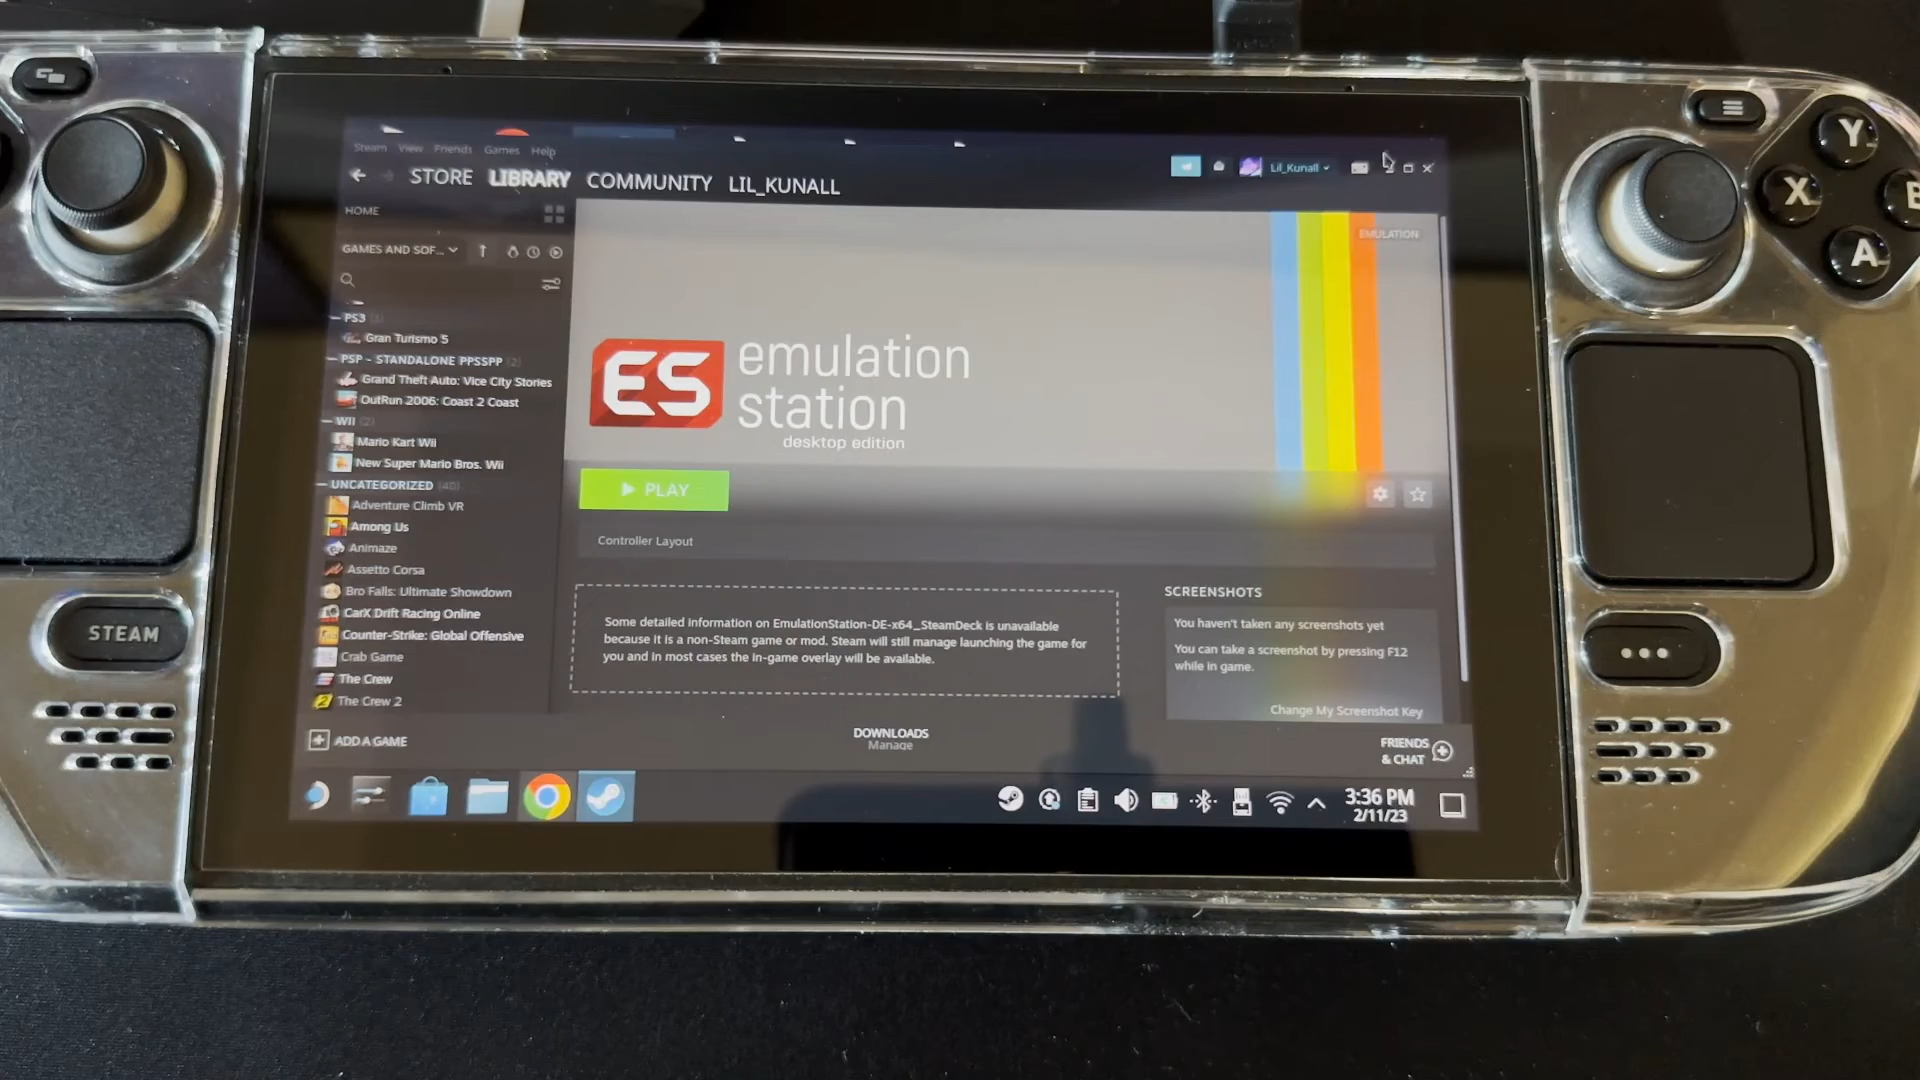 Steam View Friends Games Help
STORE LIBRARY COMMUNITY LIL_KUNALL
Lil_Kunall
HOME
GAMES AND SOF...
PS3 (1)
Gran Turismo 5
PSP - STANDALONE PPSSPP (2)
Grand Theft Auto: Vice City Stories
OutRun 2006: Coast 2 Coast
WII (2)
Mario Kart Wii
New Super Mario Bros. Wii
UNCATEGORIZED (40)
Adventure Climb VR
Among Us
Animaze
Assetto Corsa
Bro Falls: Ultimate Showdown
CarX Drift Racing Online
Counter-Strike: Global Offensive
Crab Game
The Crew
The Crew 2
ADD A GAME
EMULATION
ES
emulation
station
desktop edition
PLAY
Controller Layout
Some detailed information on EmulationStation-DE-x64_SteamDeck is unavailable
because it is a non-Steam game or mod. Steam will still manage launching the game for
you and in most cases the in-game overlay will be available.
SCREENSHOTS
You haven't taken any screenshots yet
You can take a screenshot by pressing F12
while in game.
Change My Screenshot Key
DOWNLOADS
Manage
FRIENDS
& CHAT
3:36 PM
2/11/23
STEAM
Y
X
B
A